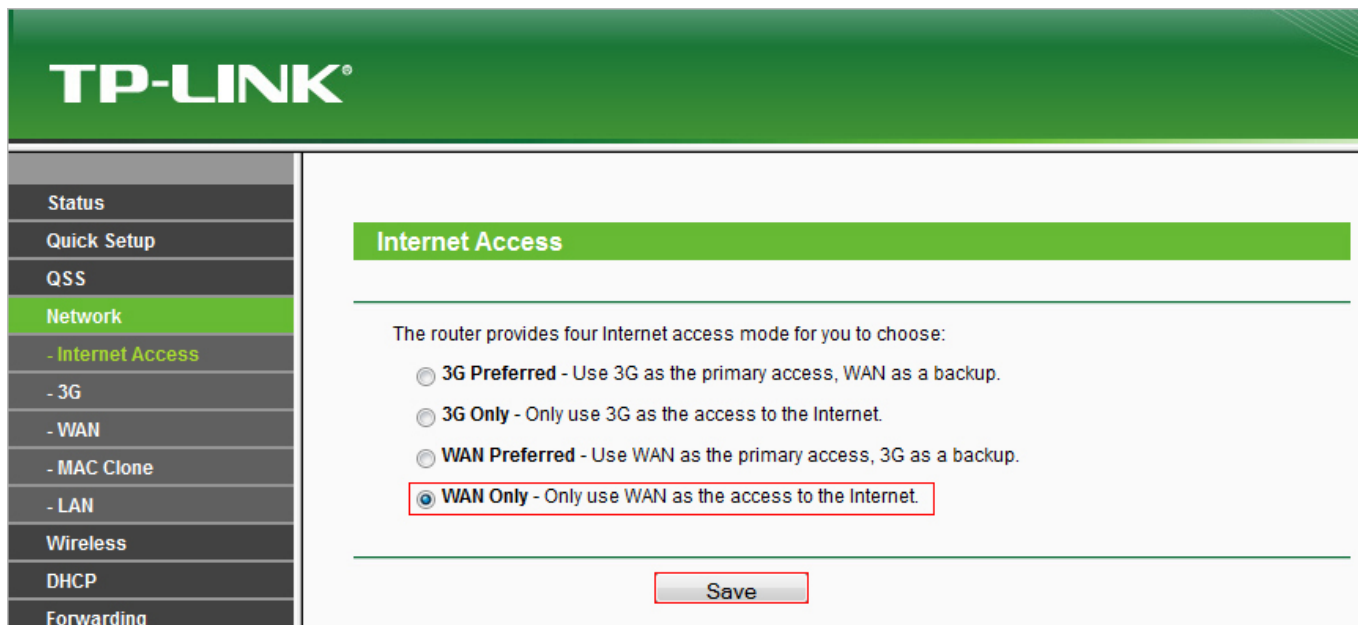 TP-LINK®
Status
Quick Setup
QSS
Network
- Internet Access
- 3G
- WAN
- MAC Clone
- LAN
Wireless
DHCP
Forwarding
Internet Access
The router provides four Internet access mode for you to choose:
3G Preferred - Use 3G as the primary access, WAN as a backup.
3G Only - Only use 3G as the access to the Internet.
WAN Preferred - Use WAN as the primary access, 3G as a backup.
WAN Only - Only use WAN as the access to the Internet.
Save